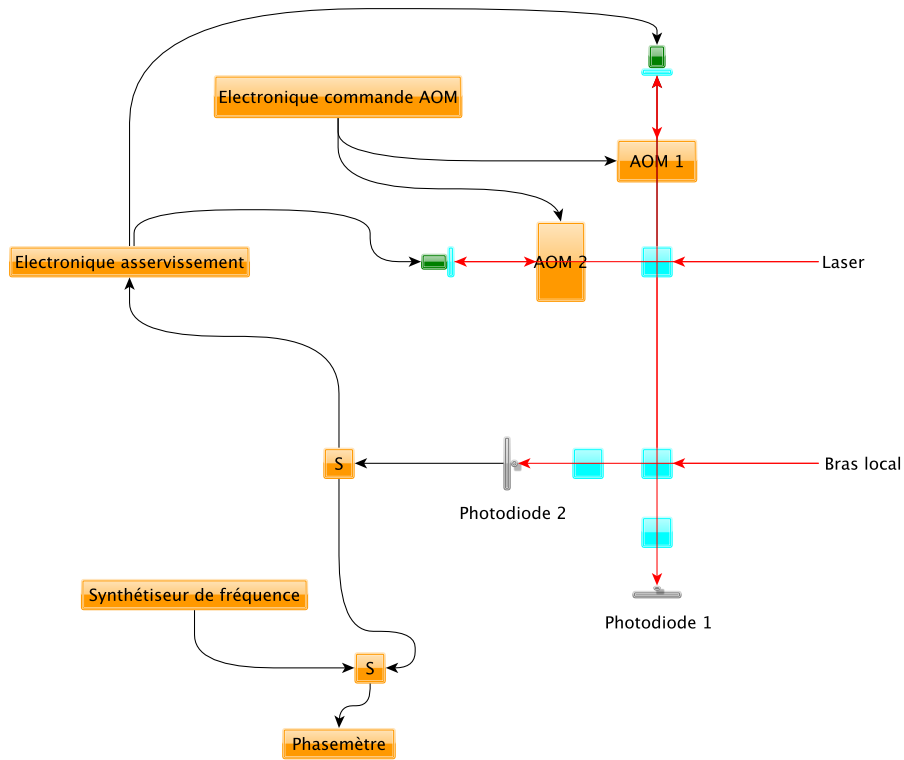 Electronique commande AOM
AOM 1
Electronique asservissement
AOM 2
Laser
S
Bras local
Photodiode 2
Synthétiseur de fréquence
Photodiode 1
S
Phasemètre